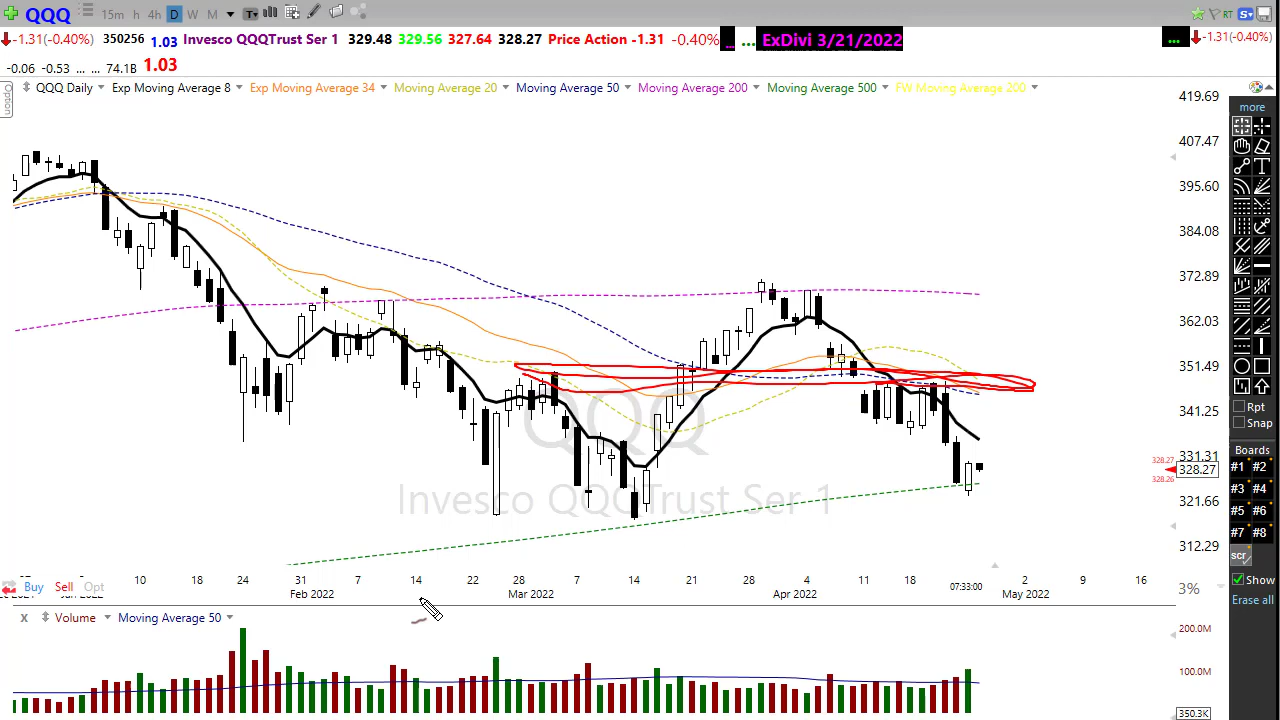 QQQ 15m h 4h D W M T RT S
-1.31(-0.40%) 350256 1.03 Invesco QQQTrust Ser 1 329.48 329.56 327.64 328.27 Price Action -1.31 -0.40% ... ... ExDivi 3/21/2022 ... -1.31(-0.40%)
-0.06 -0.53 ... ... 74.1B 1.03
Option
QQQ Daily Exp Moving Average 8 Exp Moving Average 34 Moving Average 20 Moving Average 50 Moving Average 200 Moving Average 500 FW Moving Average 200
419.69
407.47
395.60
384.08
372.89
362.03
351.49
341.25
331.31
328.27
328.27
328.26
321.66
312.29
QQQ
Invesco QQQTrust Ser 1
10 18 24 31 7 14 22 28 7 14 21 28 4 11 18 07:33:00 2 9 16
Feb 2022 Mar 2022 Apr 2022 May 2022
Buy Sell Opt
3%
x Volume Moving Average 50
200.0M
100.0M
350.3K
more
T
Rpt
Snap
Boards
#1 #2
#3 #4
#5 #6
#7 #8
scr
Show
Erase all